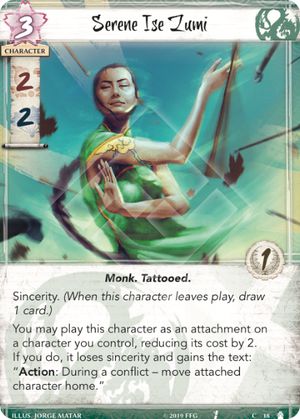 3
Serene Ise Zumi
CHARACTER
2
2
1
Monk. Tattooed.
Sincerity. (When this character leaves play, draw
1 card.)
You may play this character as an attachment on
a character you control, reducing its cost by 2.
If you do, it loses sincerity and gains the text:
“Action: During a conflict – move attached
character home.”
ILLUS. JORGE MATAR
©2019 FFG
C